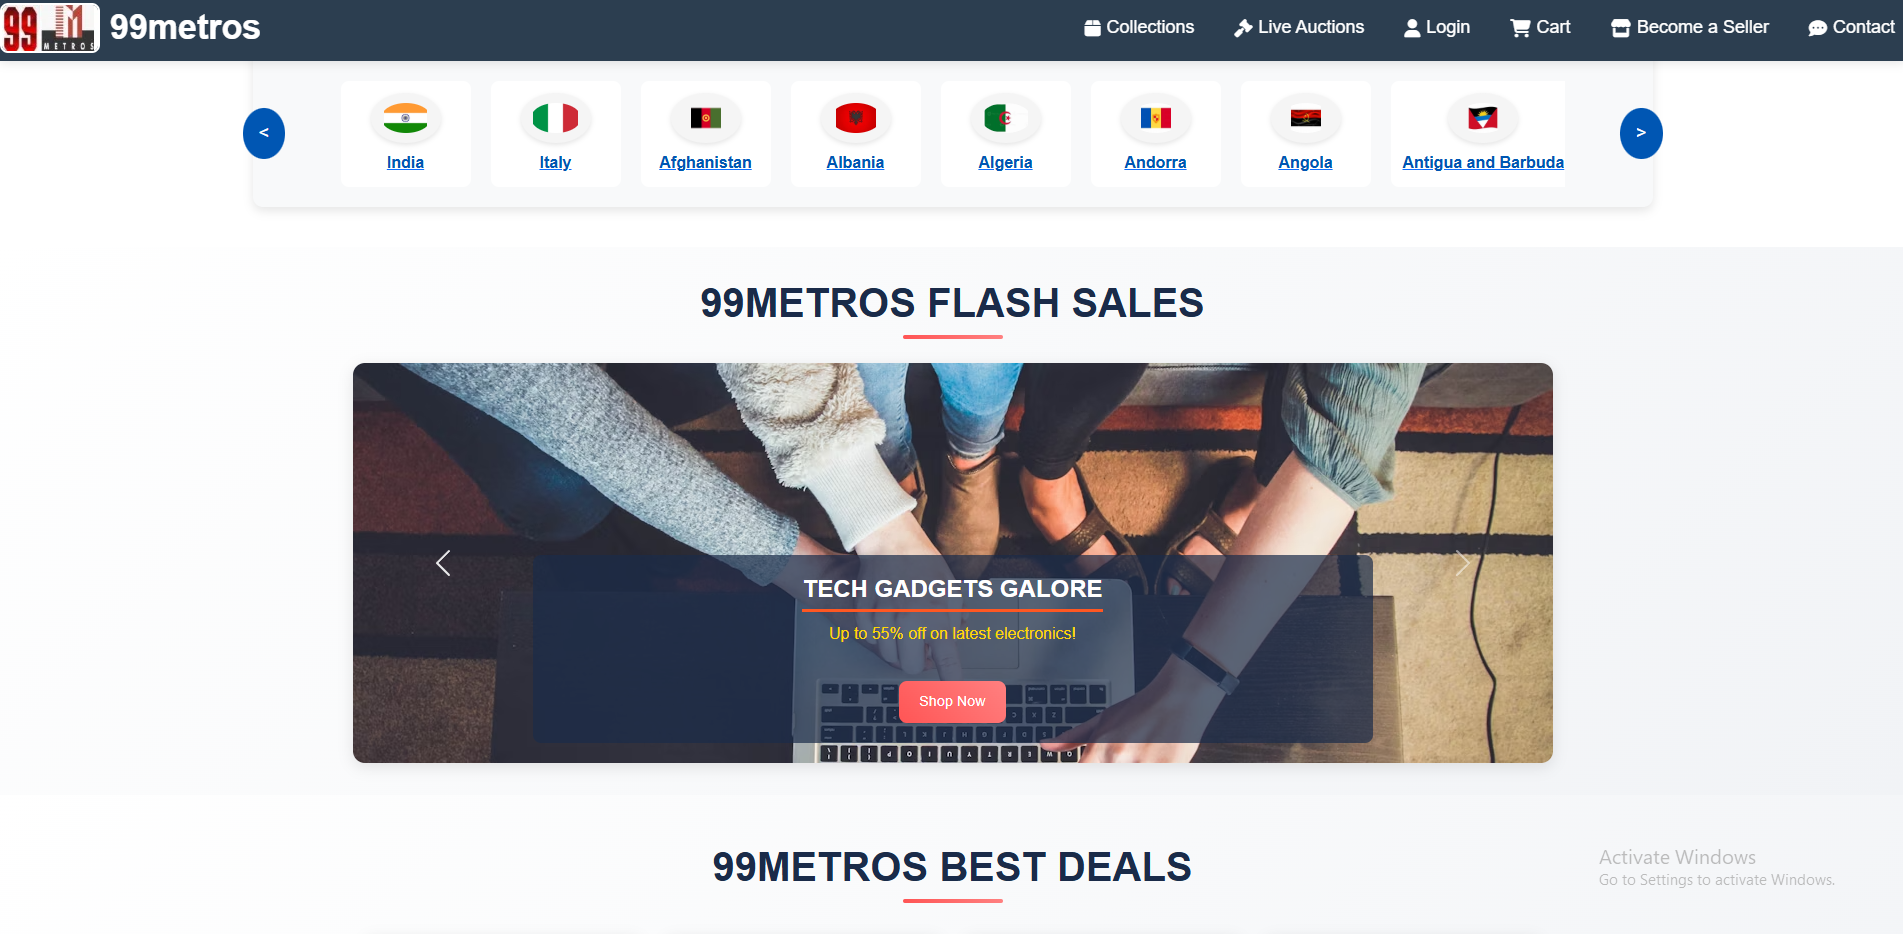 99 METROS
99metros
Collections
Live Auctions
Login
Cart
Become a Seller
Contact
<
India
Italy
Afghanistan
Albania
Algeria
Andorra
Angola
Antigua and Barbuda
>
99METROS FLASH SALES
TECH GADGETS GALORE
Up to 55% off on latest electronics!
Shop Now
99METROS BEST DEALS
Activate Windows
Go to Settings to activate Windows.